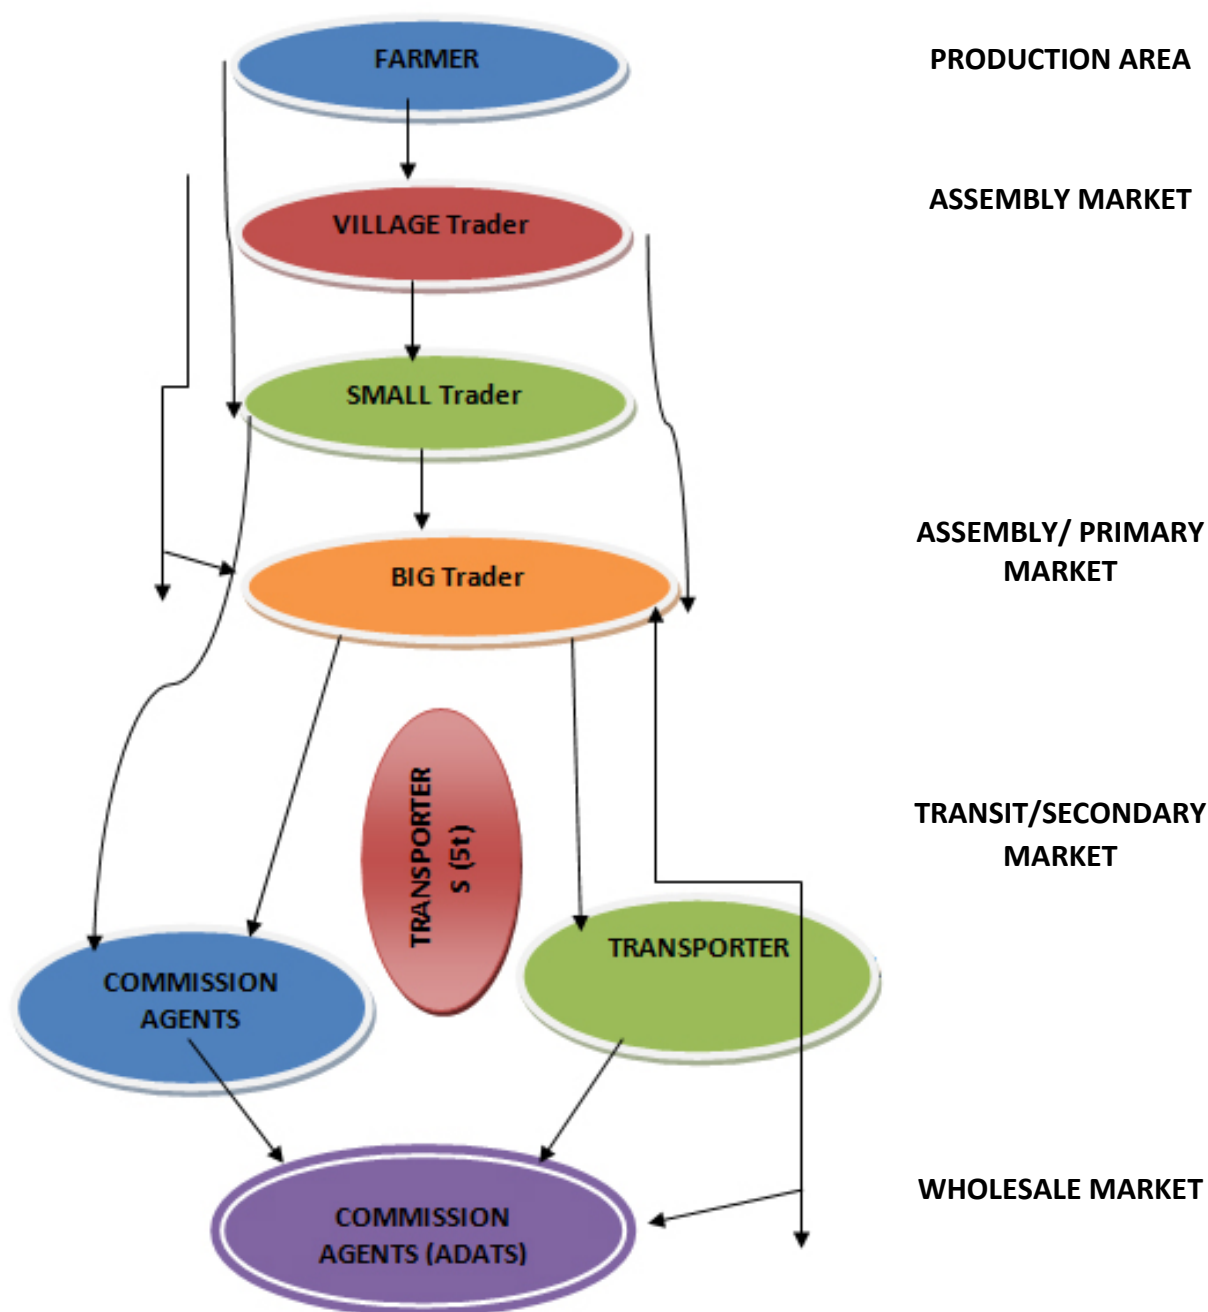 FARMER
PRODUCTION AREA
VILLAGE Trader
ASSEMBLY MARKET
SMALL Trader
ASSEMBLY/ PRIMARY
MARKET
BIG Trader
TRANSPORTER
S (5t)
TRANSIT/SECONDARY
MARKET
COMMISSION
AGENTS
TRANSPORTER
COMMISSION
AGENTS (ADATS)
WHOLESALE MARKET